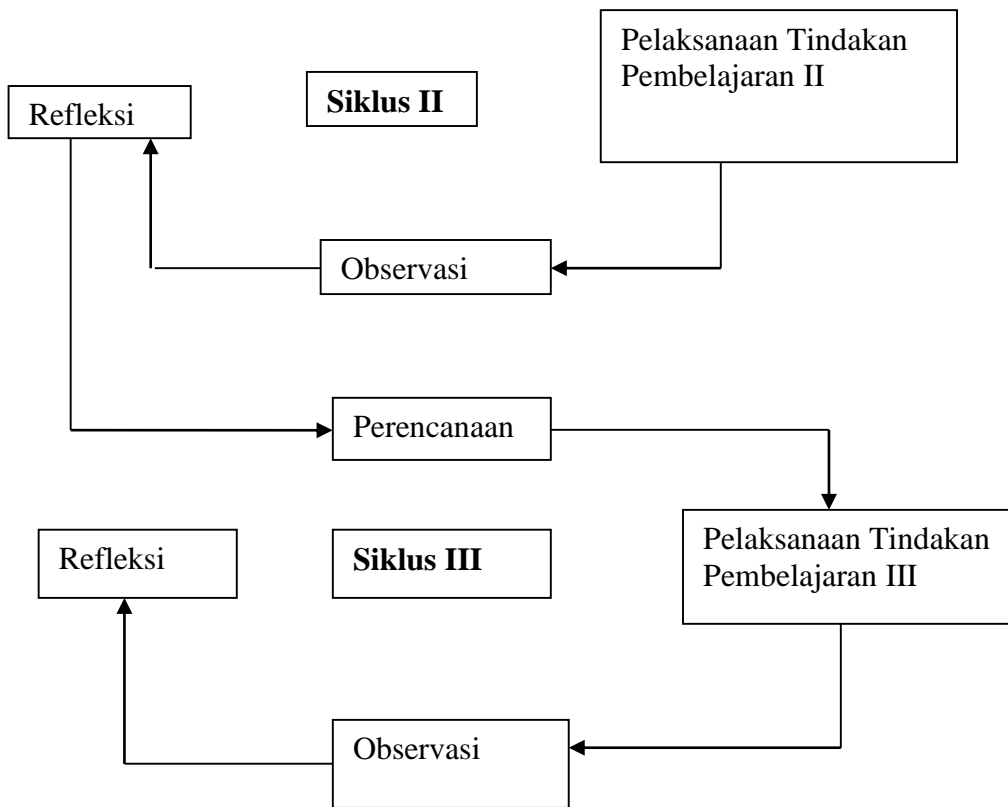 Pelaksanaan Tindakan
Pembelajaran II
Refleksi
Siklus II
Observasi
Perencanaan
Refleksi
Siklus III
Pelaksanaan Tindakan
Pembelajaran III
Observasi